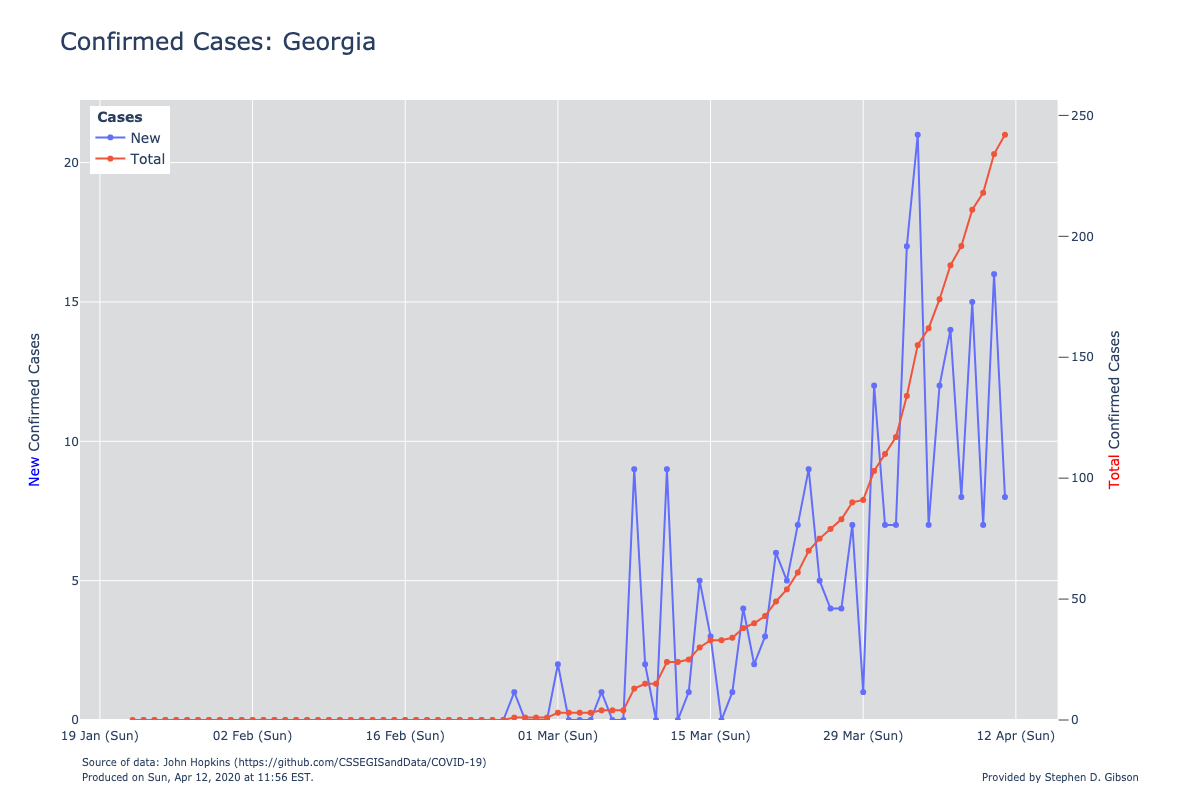 Confirmed Cases: Georgia
Cases
New
Total
20
15
10
5
0
New Confirmed Cases
250
200
150
100
50
0
Total Confirmed Cases
19 Jan (Sun)
02 Feb (Sun)
16 Feb (Sun)
01 Mar (Sun)
15 Mar (Sun)
29 Mar (Sun)
12 Apr (Sun)
Source of data: John Hopkins (https://github.com/CSSEGISandData/COVID-19)
Produced on Sun, Apr 12, 2020 at 11:56 EST.
Provided by Stephen D. Gibson